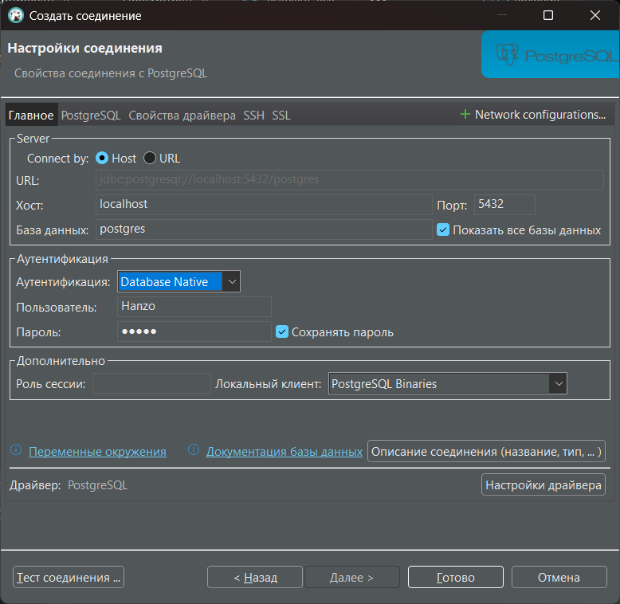 Создать соединение
Настройки соединения
Свойства соединения с PostgreSQL
PostgreSQL
Главное PostgreSQL Свойства драйвера SSH SSL + Network configurations...
Server
Connect by: Host URL
URL: jdbc:postgresql://localhost:5432/postgres
Хост: localhost Порт: 5432
База данных: postgres Показать все базы данных
Аутентификация
Аутентификация: Database Native
Пользователь: Hanzo
Пароль: ••••• Сохранять пароль
Дополнительно
Роль сессии: Локальный клиент: PostgreSQL Binaries
Переменные окружения Документация базы данных Описание соединения (название, тип, ... )
Драйвер: PostgreSQL Настройки драйвера
Тест соединения ... < Назад Далее > Готово Отмена